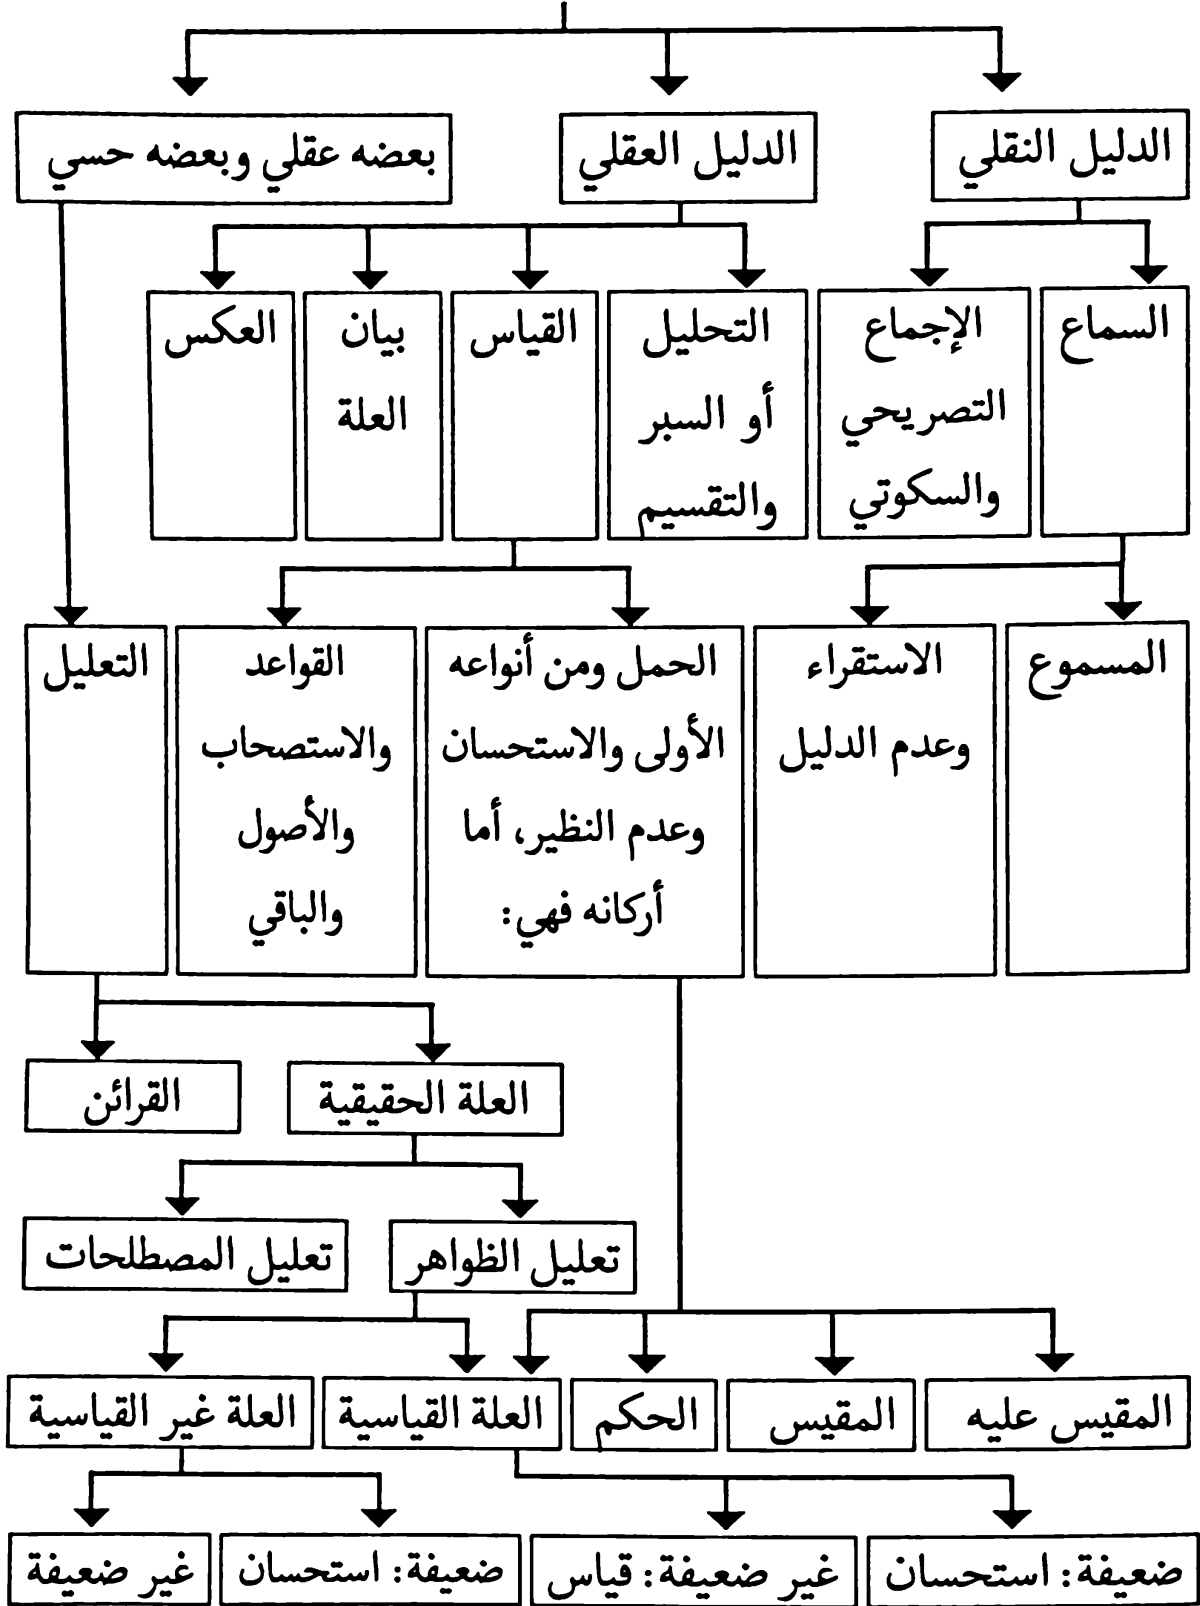 الدليل النقلي
الدليل العقلي
بعضه عقلي وبعضه حسي
السماع
الإجماع
التصريحي
والسكوتي
التحليل
أو السبر
والتقسيم
القياس
بيان
العلة
العكس
المسموع
الاستقراء
وعدم الدليل
الحمل ومن أنواعه
الأولى والاستحسان
وعدم النظير، أما
أركانه فهي:
القواعد
والاستصحاب
والأصول
والباقي
التعليل
العلة الحقيقية
القرائن
تعليل الظواهر
تعليل المصطلحات
المقيس عليه
المقيس
الحكم
العلة القياسية
العلة غير القياسية
ضعيفة: استحسان
غير ضعيفة: قياس
ضعيفة: استحسان
غير ضعيفة